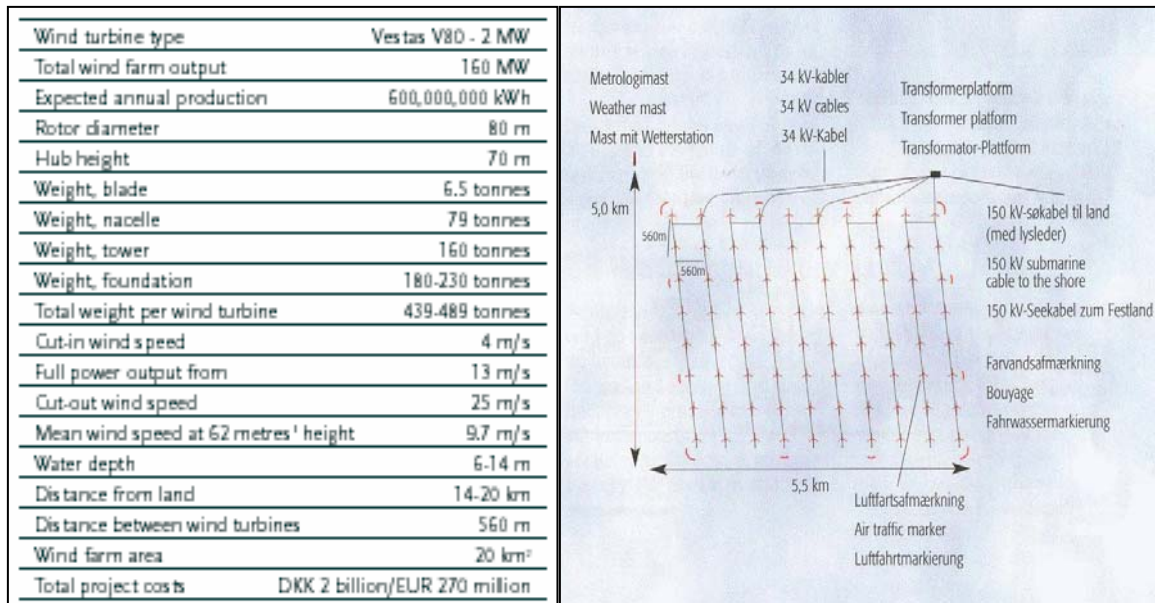 Wind turbine type Vestas V80 - 2 MW
Total wind farm output 160 MW
Expected annual production 600,000,000 kWh
Rotor diameter 80 m
Hub height 70 m
Weight, blade 6.5 tonnes
Weight, nacelle 79 tonnes
Weight, tower 160 tonnes
Weight, foundation 180-230 tonnes
Total weight per wind turbine 439-489 tonnes
Cut-in wind speed 4 m/s
Full power output from 13 m/s
Cut-out wind speed 25 m/s
Mean wind speed at 62 metres' height 9.7 m/s
Water depth 6-14 m
Distance from land 14-20 km
Distance between wind turbines 560 m
Wind farm area 20 km²
Total project costs DKK 2 billion/EUR 270 million
Metrologimast
Weather mast
Mast mit Wetterstation
34 kV-kabler
34 kV cables
34 kV-Kabel
Transformerplatform
Transformer platform
Transformator-Plattform
5,0 km
560m
560m
150 kV-søkabel til land
(med lysleder)
150 kV submarine
cable to the shore
150 kV-Seekabel zum Festland
Farvandsafmærkning
Bouyage
Fahrwassermarkierung
5,5 km
Luftfartsafmærkning
Air traffic marker
Luftfahrtmarkierung